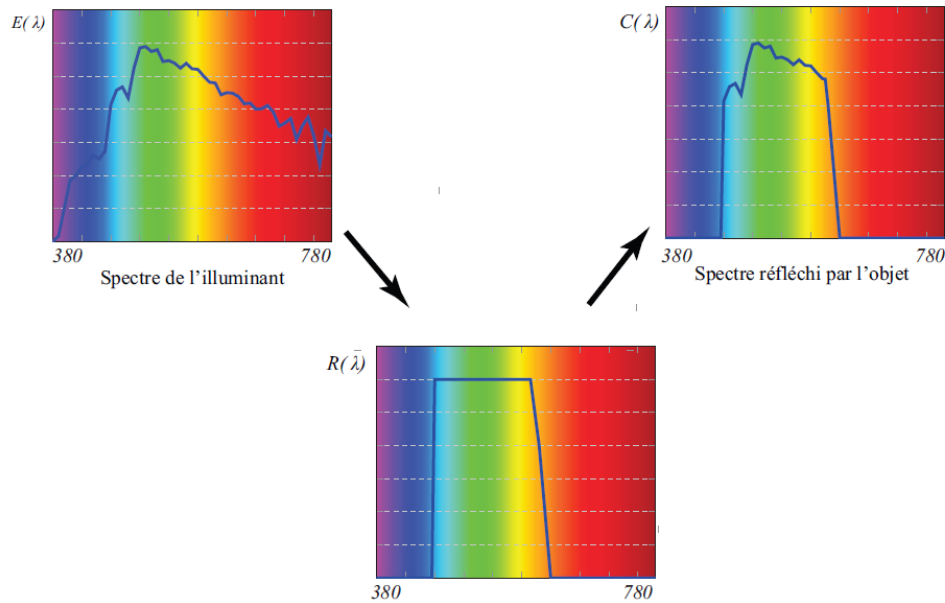 E(λ)
380
780
Spectre de l'illuminant
C(λ)
380
780
Spectre réfléchi par l'objet
R(λ̄)
380
780